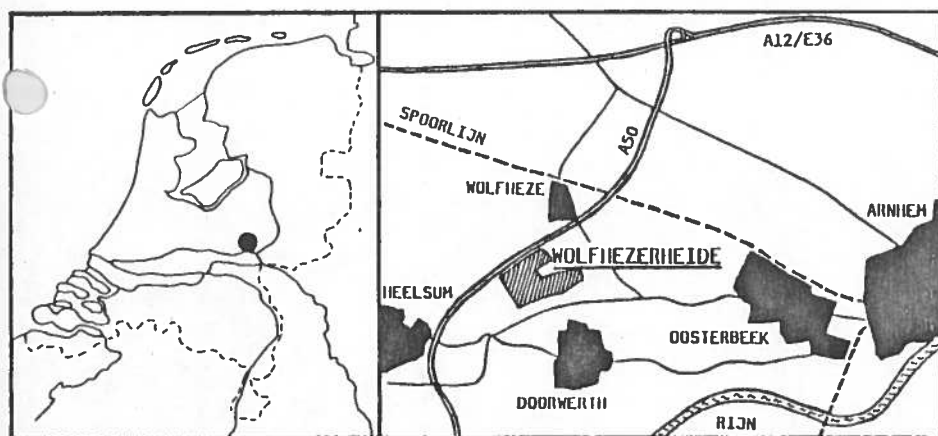 A12/E36
SPOORLIJN
A50
WOLFHEZE
ARNHEM
WOLFHEZERHEIDE
HEELSUM
OOSTERBEEK
DOORWERTH
RIJN